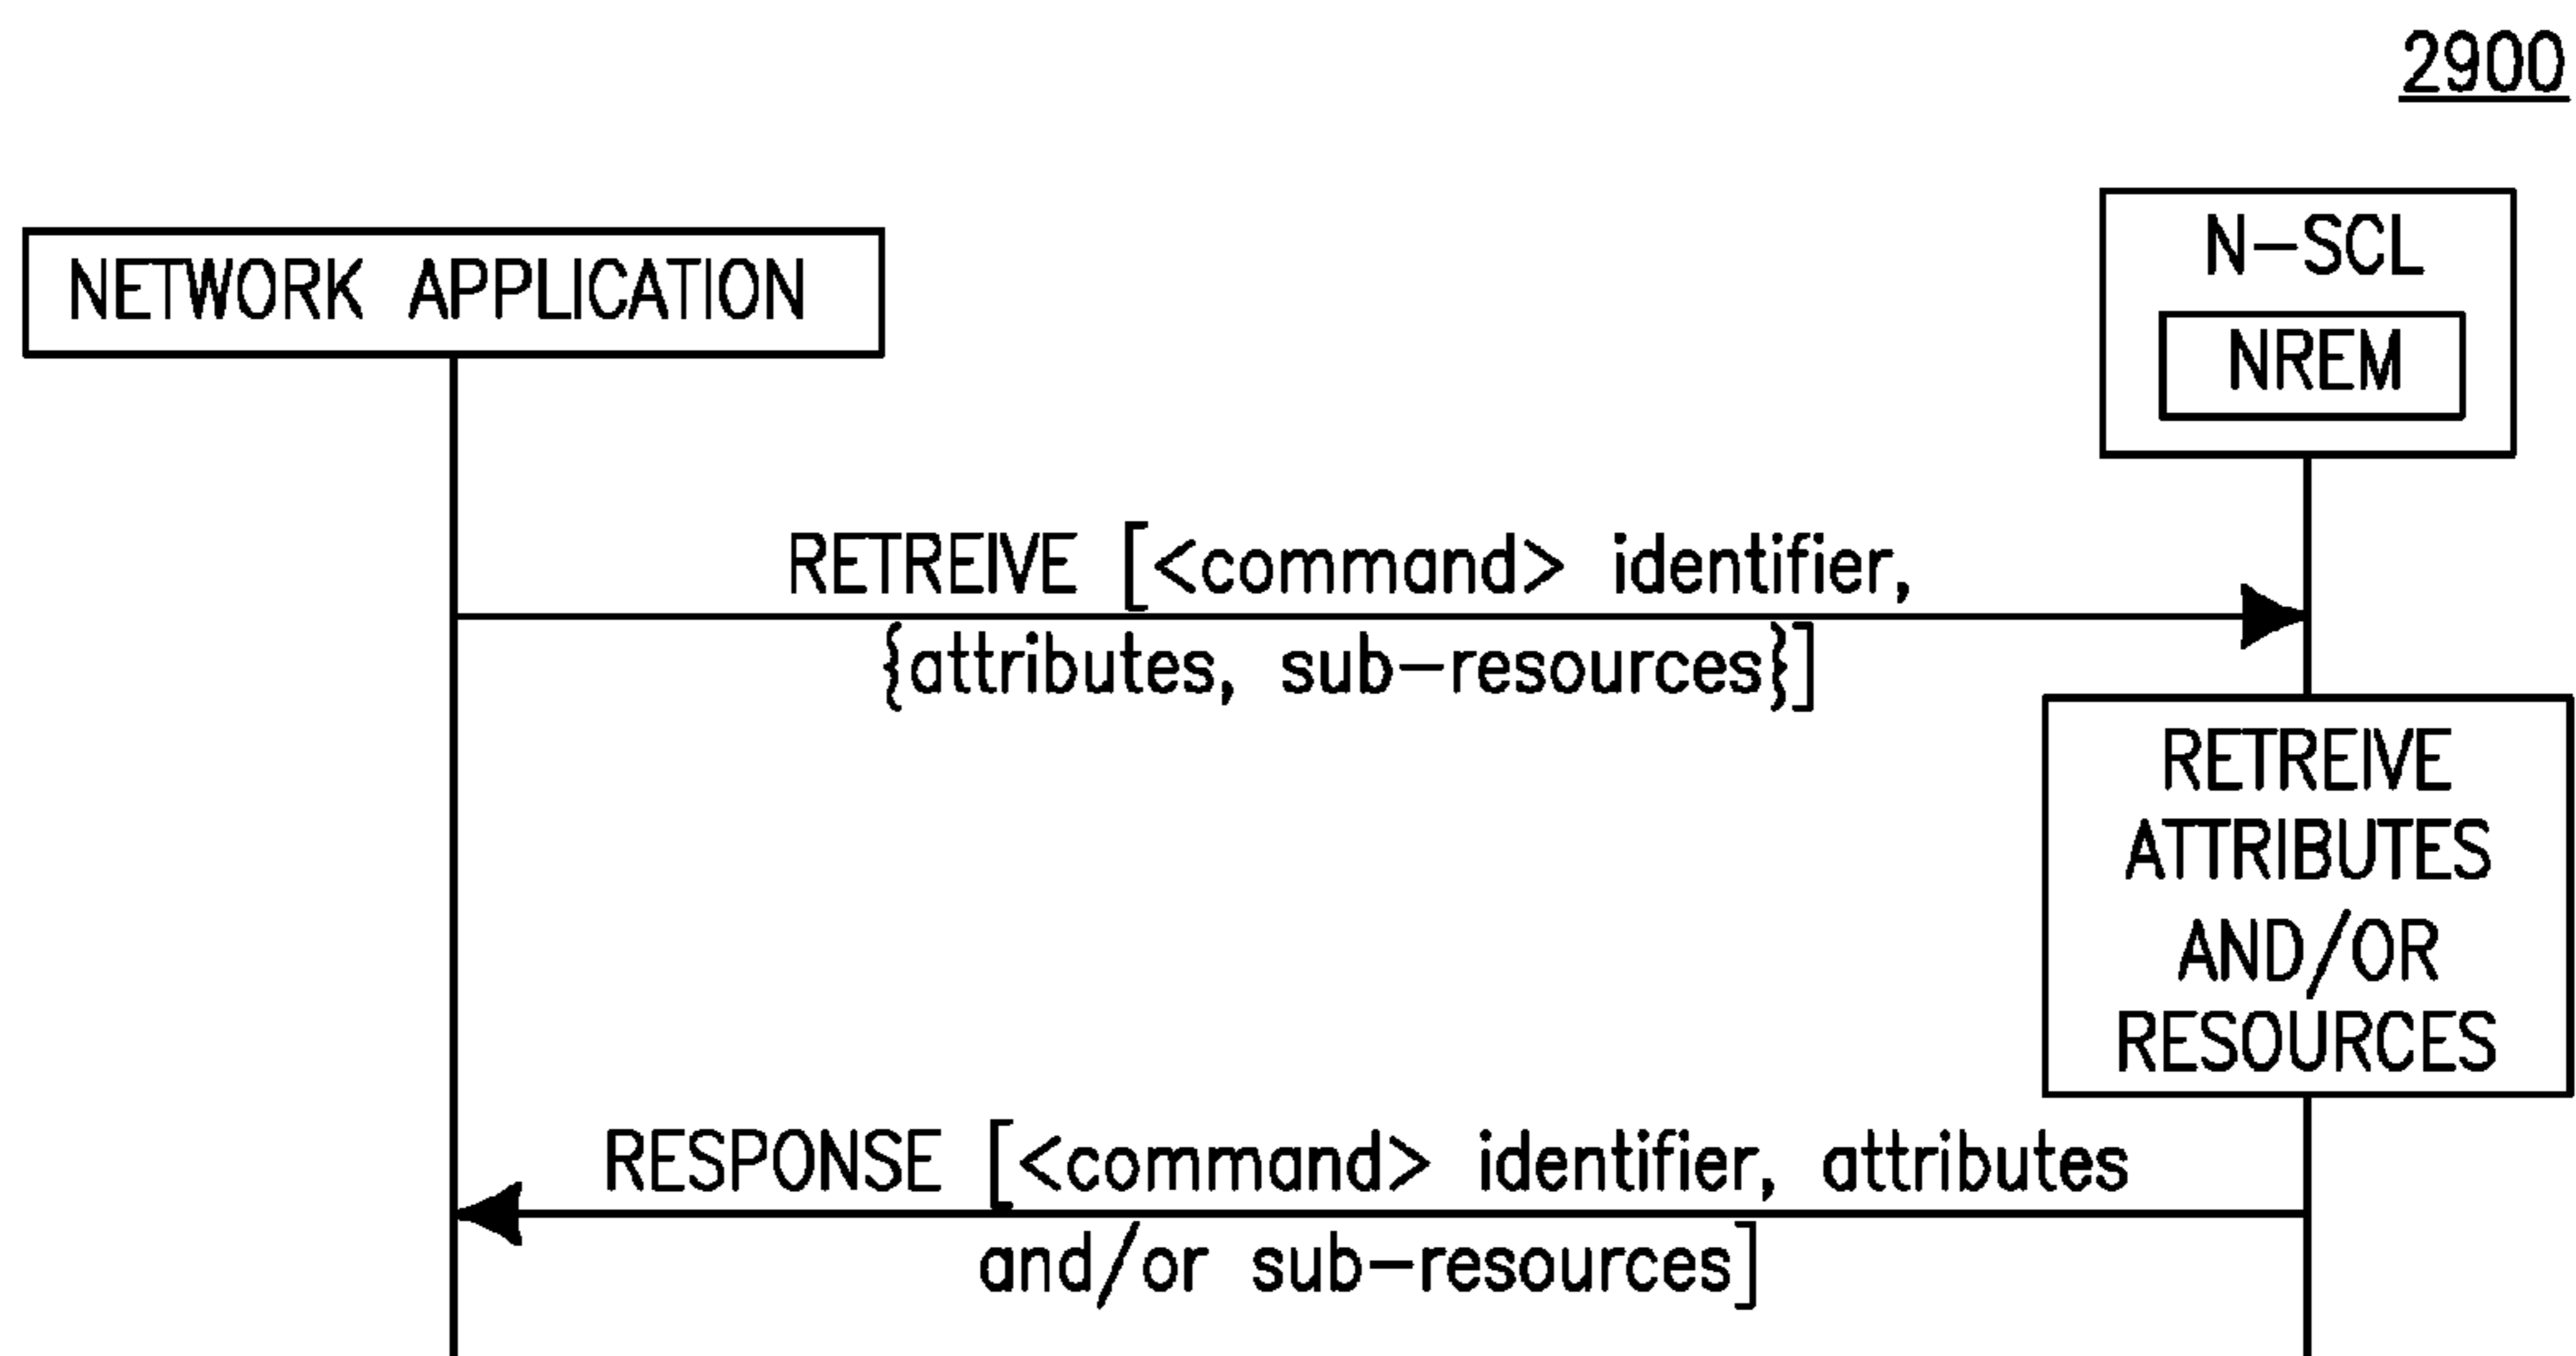 2900
NETWORK APPLICATION
N-SCL
NREM
RETREIVE [<command> identifier,
{attributes, sub-resources}]
RETREIVE
ATTRIBUTES
AND/OR
RESOURCES
RESPONSE [<command> identifier, attributes
and/or sub-resources]